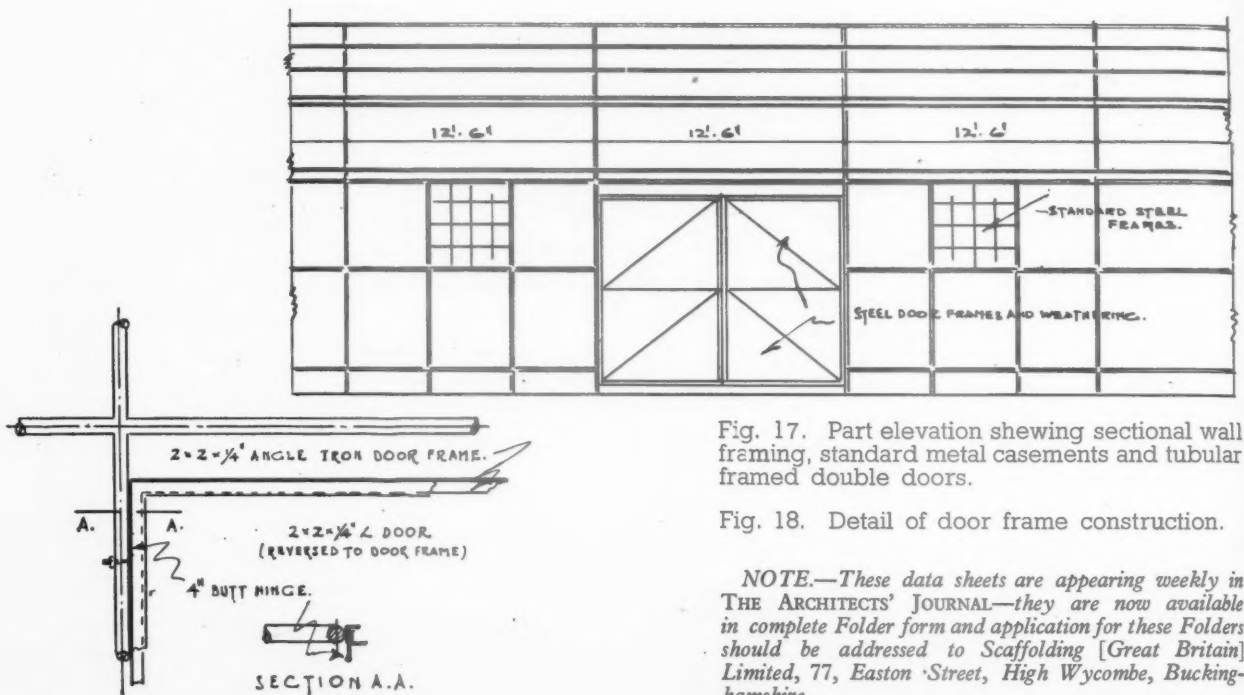 12'. 6"
12'. 6"
12'. 6"
STANDARD STEEL
FRAMES.
STEEL DOOR FRAMES AND WEATHERING.
2 × 2 × 1/4" ANGLE IRON DOOR FRAME.
A. A.
2 × 2 × 1/4" L DOOR
(REVERSED TO DOOR FRAME)
4" BUTT HINGE.
SECTION A.A.
Fig. 17. Part elevation shewing sectional wall
framing, standard metal casements and tubular
framed double doors.
Fig. 18. Detail of door frame construction.
NOTE.—These data sheets are appearing weekly in
THE ARCHITECTS' JOURNAL—they are now available
in complete Folder form and application for these Folders
should be addressed to Scaffolding [Great Britain]
Limited, 77, Easton Street, High Wycombe, Bucking-